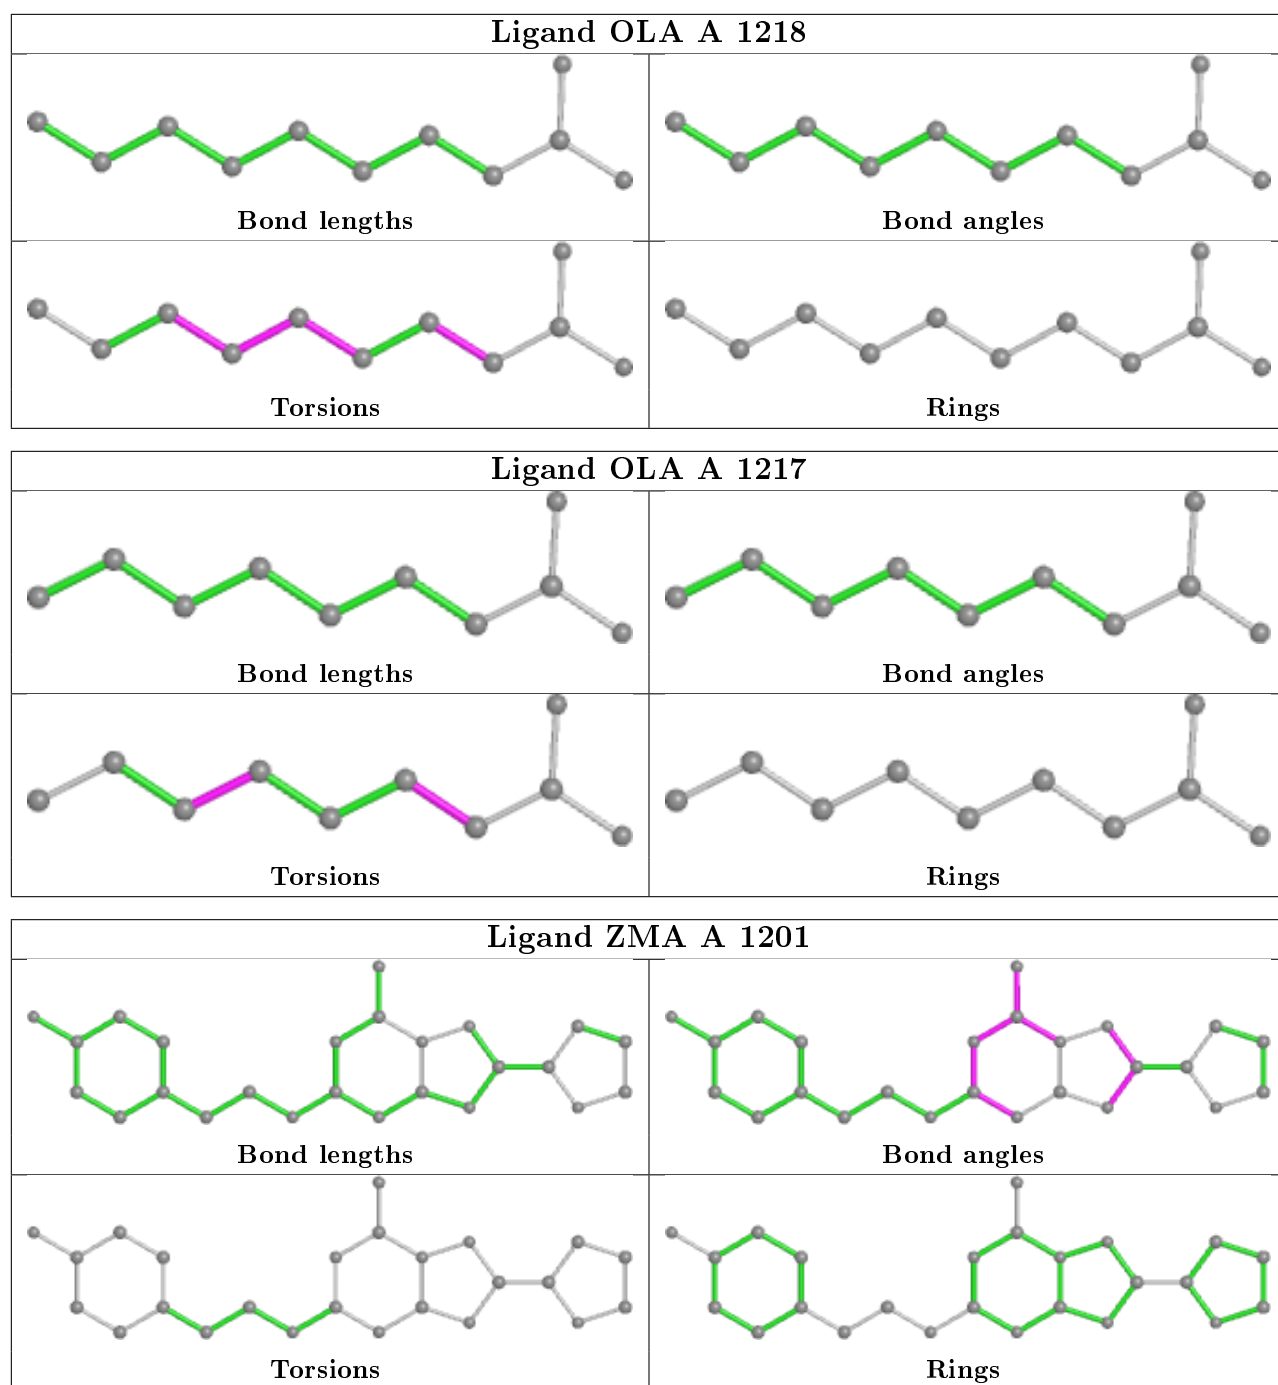 Ligand OLA A 1218
Bond lengths Bond angles
Torsions Rings
Ligand OLA A 1217
Bond lengths Bond angles
Torsions Rings
Ligand ZMA A 1201
Bond lengths Bond angles
Torsions Rings